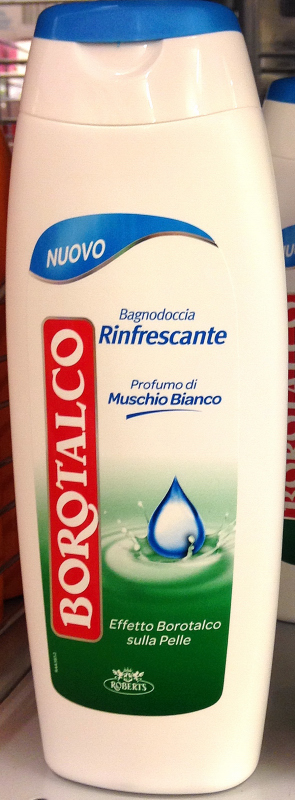 NUOVO
Bagnodoccia
Rinfrescante
Profumo di
Muschio Bianco
BOROTALCO
Effetto Borotalco
sulla Pelle
ROBERTS